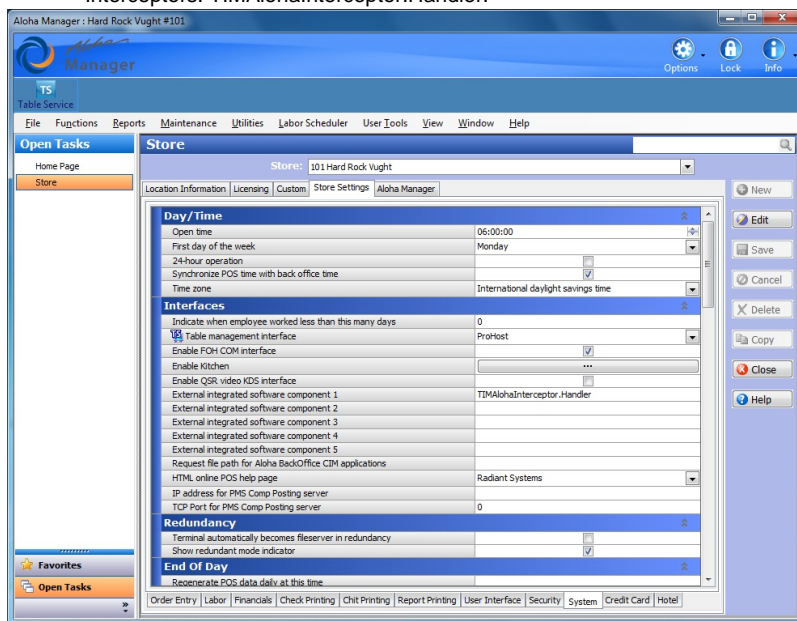 Interceptors: TIMAlohaInterceptor.Handler.
Aloha Manager : Hard Rock Vught #101
Aloha
Manager
Options
Lock
Info
TS
Table Service
File Functions Reports Maintenance Utilities Labor Scheduler User Tools View Window Help
Open Tasks
Home Page
Store
Favorites
Open Tasks
Store
Store: 101 Hard Rock Vught
Location Information Licensing Custom Store Settings Aloha Manager
Day/Time
Open time 06:00:00
First day of the week Monday
24-hour operation
Synchronize POS time with back office time
Time zone International daylight savings time
Interfaces
Indicate when employee worked less than this many days 0
Table management interface ProHost
Enable FOH COM interface
Enable Kitchen ...
Enable QSR video KDS interface
External integrated software component 1 TIMAlohaInterceptor.Handler
External integrated software component 2
External integrated software component 3
External integrated software component 4
External integrated software component 5
Request file path for Aloha BackOffice CIM applications
HTML online POS help page Radiant Systems
IP address for PMS Comp Posting server
TCP Port for PMS Comp Posting server 0
Redundancy
Terminal automatically becomes fileserver in redundancy
Show redundant mode indicator
End Of Day
Regenerate POS data daily at this time
Order Entry Labor Financials Check Printing Chit Printing Report Printing User Interface Security System Credit Card Hotel
New
Edit
Save
Cancel
Delete
Copy
Close
Help